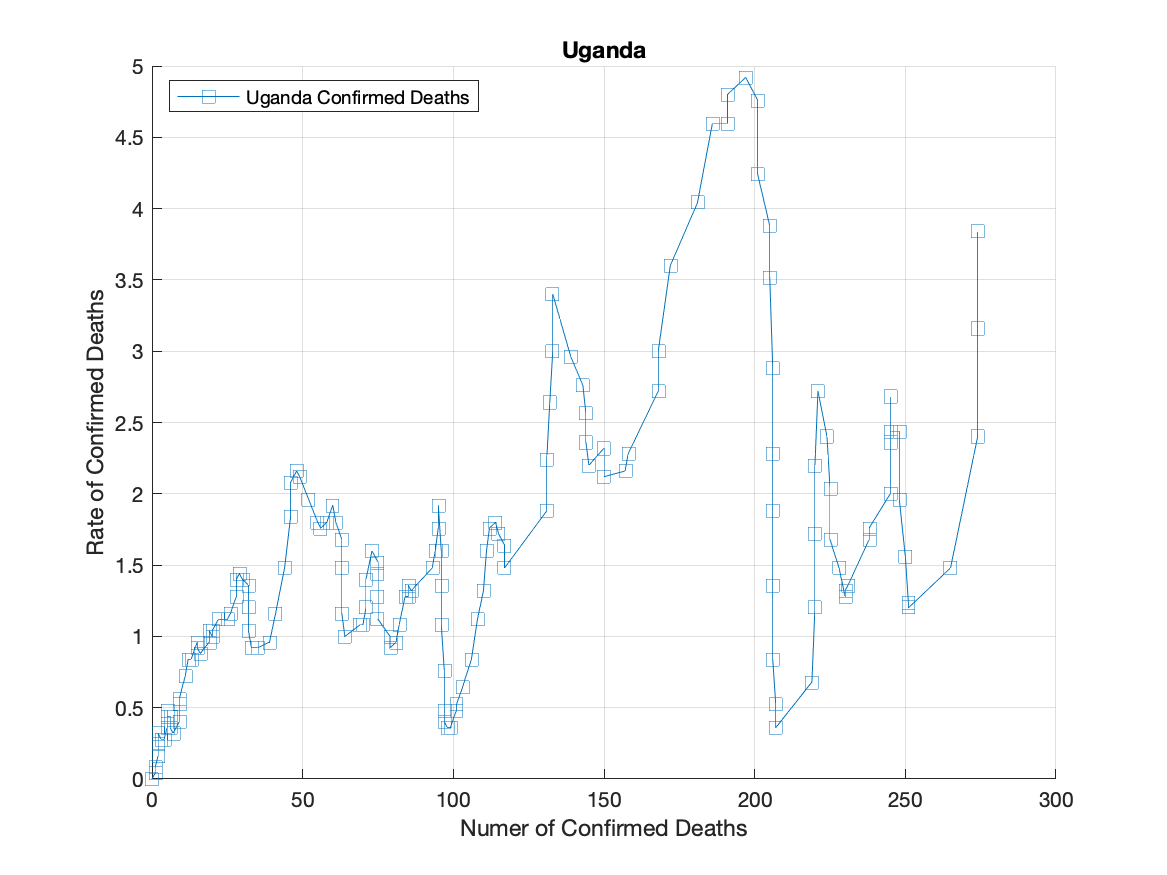 Uganda
Uganda Confirmed Deaths
5
4.5
4
3.5
3
2.5
2
1.5
1
0.5
0
Rate of Confirmed Deaths
0 50 100 150 200 250 300
Numer of Confirmed Deaths